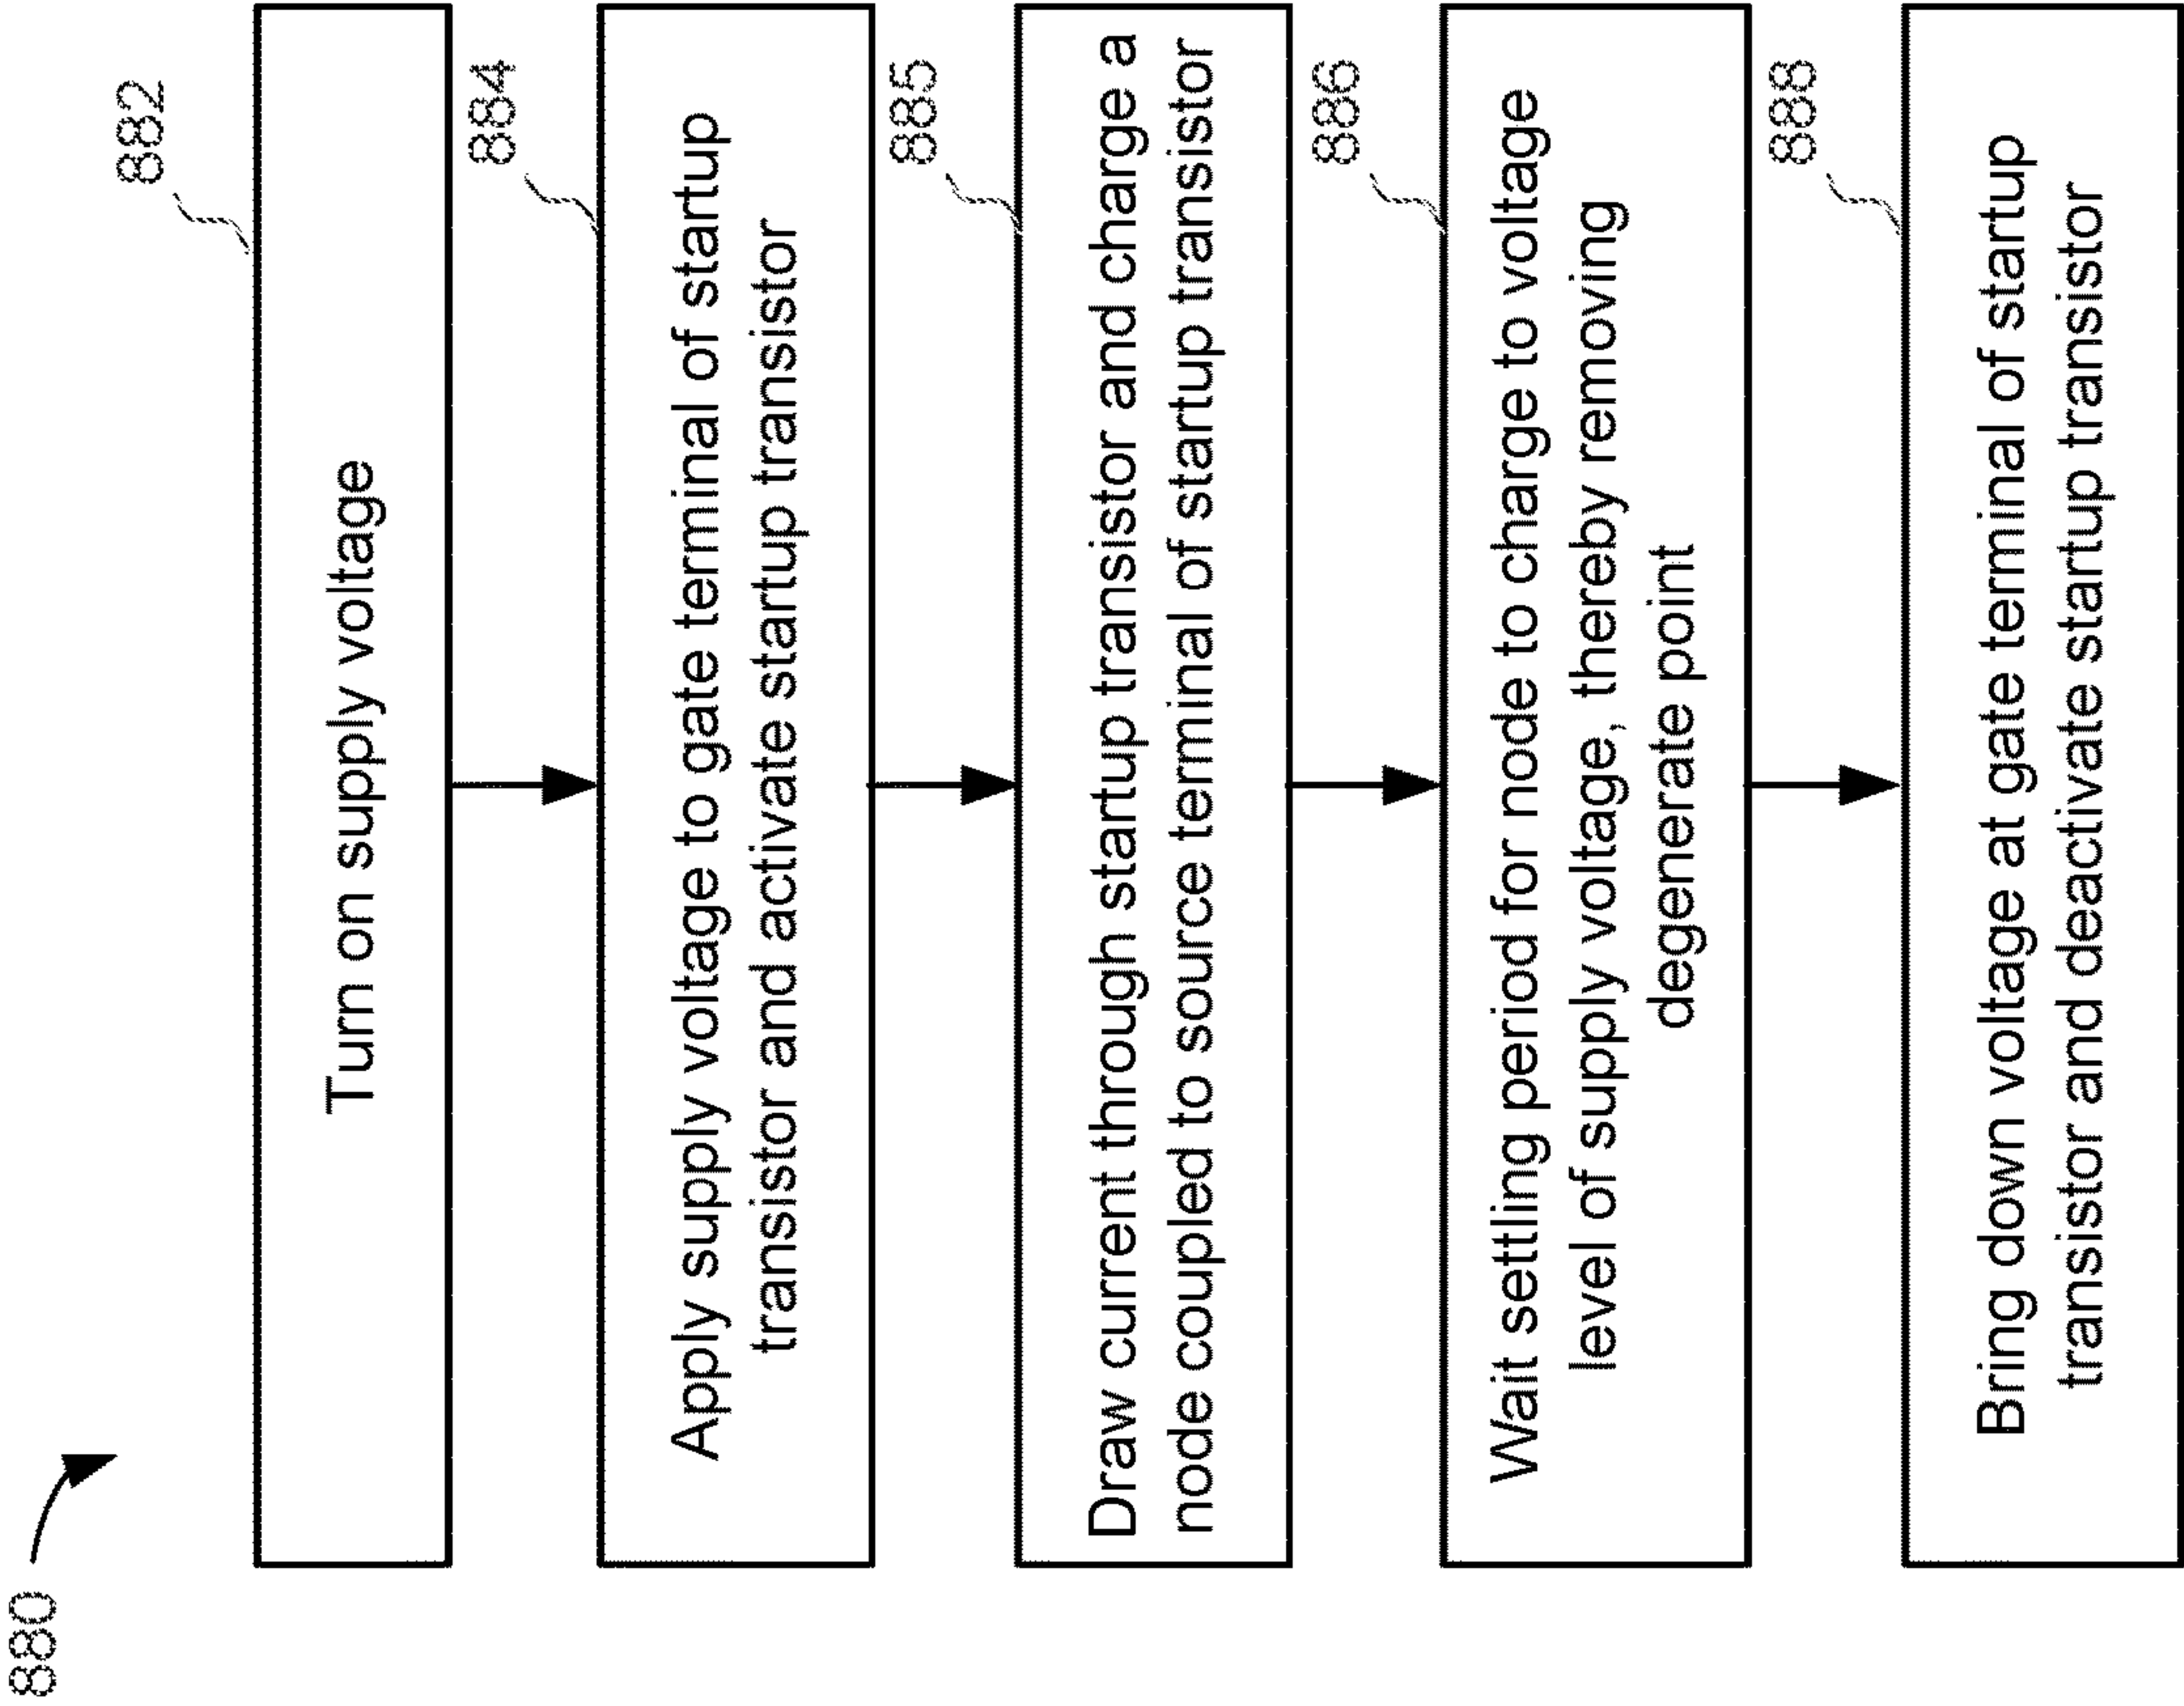 880
882
Turn on supply voltage
884
Apply supply voltage to gate terminal of startup
transistor and activate startup transistor
885
Draw current through startup transistor and charge a
node coupled to source terminal of startup transistor
886
Wait settling period for node to charge to voltage
level of supply voltage, thereby removing
degenerate point
888
Bring down voltage at gate terminal of startup
transistor and deactivate startup transistor